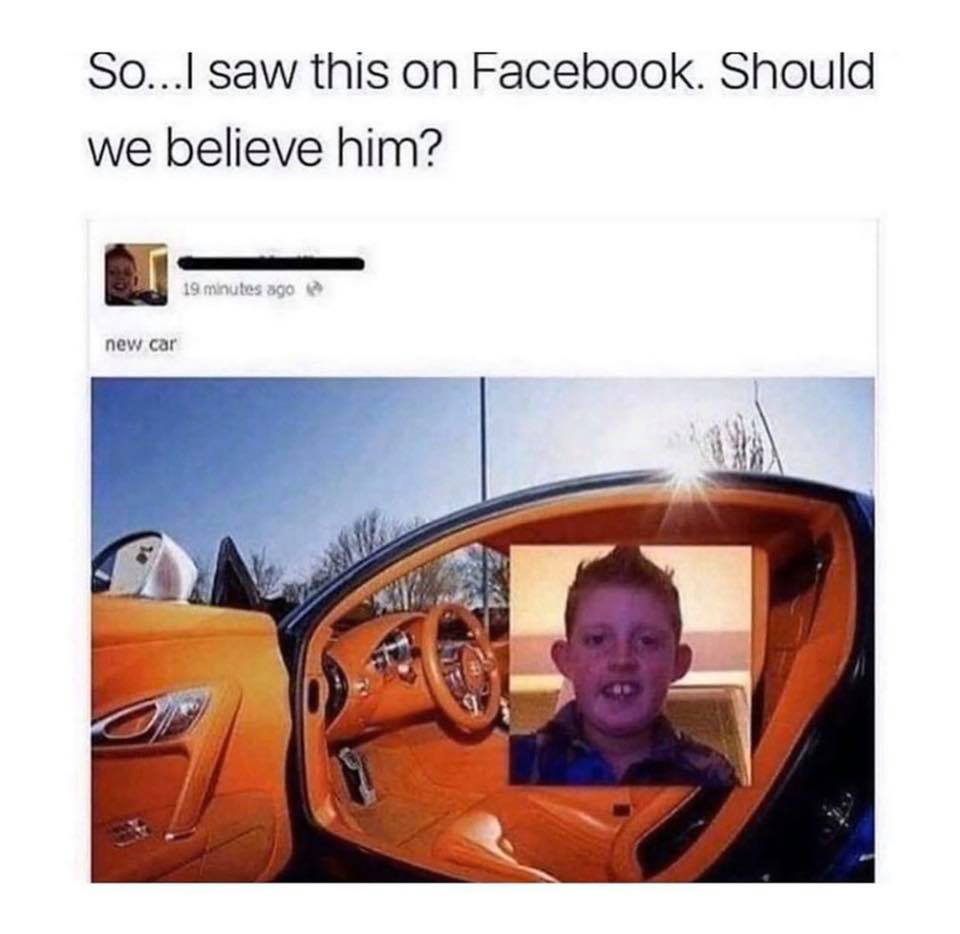 So...I saw this on Facebook. Should
we believe him?
19 minutes ago
new car